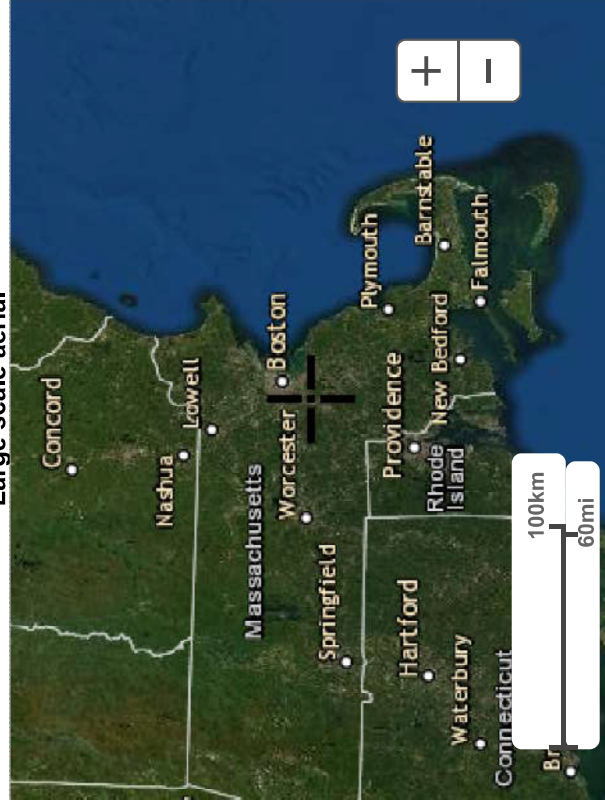 Large scale aerial
+
−
Concord
Nashua
Lowell
Boston
Massachusetts
Worcester
Springfield
Plymouth
Barnstable
Providence
New Bedford
Falmouth
Rhode
Island
Hartford
Waterbury
Connecticut
Br
100km
60mi